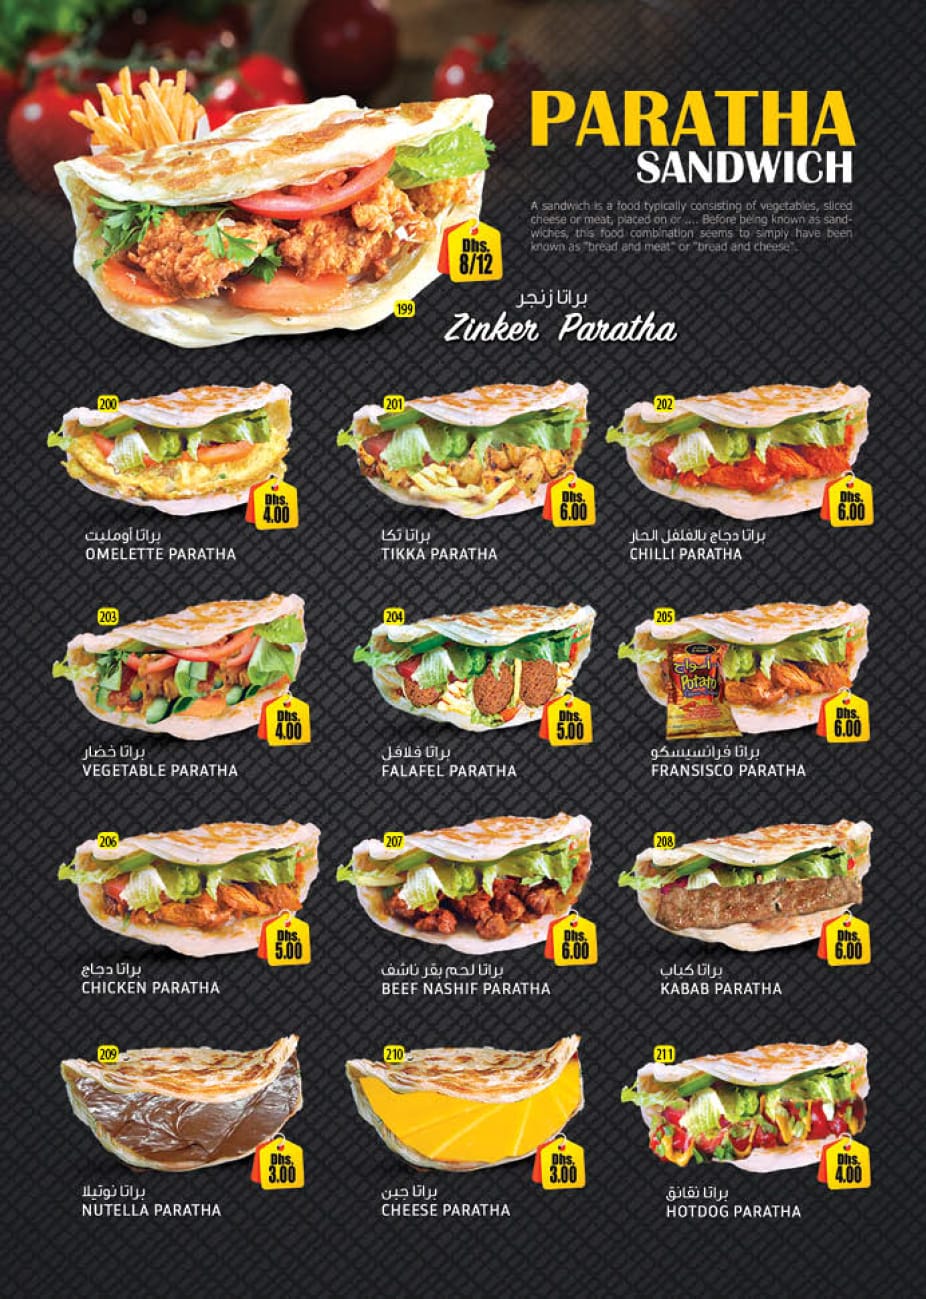 PARATHA
SANDWICH
A sandwich is a food typically consisting of vegetables, sliced
cheese or meat, placed on or .... Before being known as sand-
wiches, this food combination seems to simply have been
known as "bread and meat" or "bread and cheese".
Dhs.
8/12
199
براتا زنجر
Zinker Paratha
200
Dhs.
4.00
براتا أومليت
OMELETTE PARATHA
201
Dhs.
6.00
براتا تكا
TIKKA PARATHA
202
Dhs.
6.00
براتا دجاج بالفلفل الحار
CHILLI PARATHA
203
Dhs.
4.00
براتا خضار
VEGETABLE PARATHA
204
Dhs.
5.00
براتا فلافل
FALAFEL PARATHA
205
أمواج
Potato
Dhs.
6.00
براتا فرانسيسكو
FRANSISCO PARATHA
206
Dhs.
5.00
براتا دجاج
CHICKEN PARATHA
207
Dhs.
6.00
براتا لحم بقر ناشف
BEEF NASHIF PARATHA
208
Dhs.
6.00
براتا كباب
KABAB PARATHA
209
Dhs.
3.00
براتا نوتيلا
NUTELLA PARATHA
210
Dhs.
3.00
براتا جبن
CHEESE PARATHA
211
Dhs.
4.00
براتا نقانق
HOTDOG PARATHA